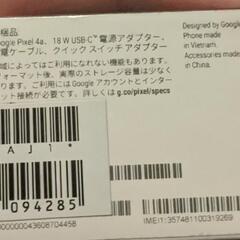 梱品
oogle Pixel 4a、18 W USB-C™ 電源アダプター、
電ケーブル、クイック スイッチ アダプター
域によってはご利用になれない機能もあります。
ォーマット後、実際のストレージ容量は少なく
が
ご利用には Google アカウントとインター
ット接続が必要です。詳しくは g.co/pixel/specs
Designed by Google
Phone made
in Vietnam.
Accessories made
in China.
AJ1*
094285
00000043608704458
IMEI1:357481100319269